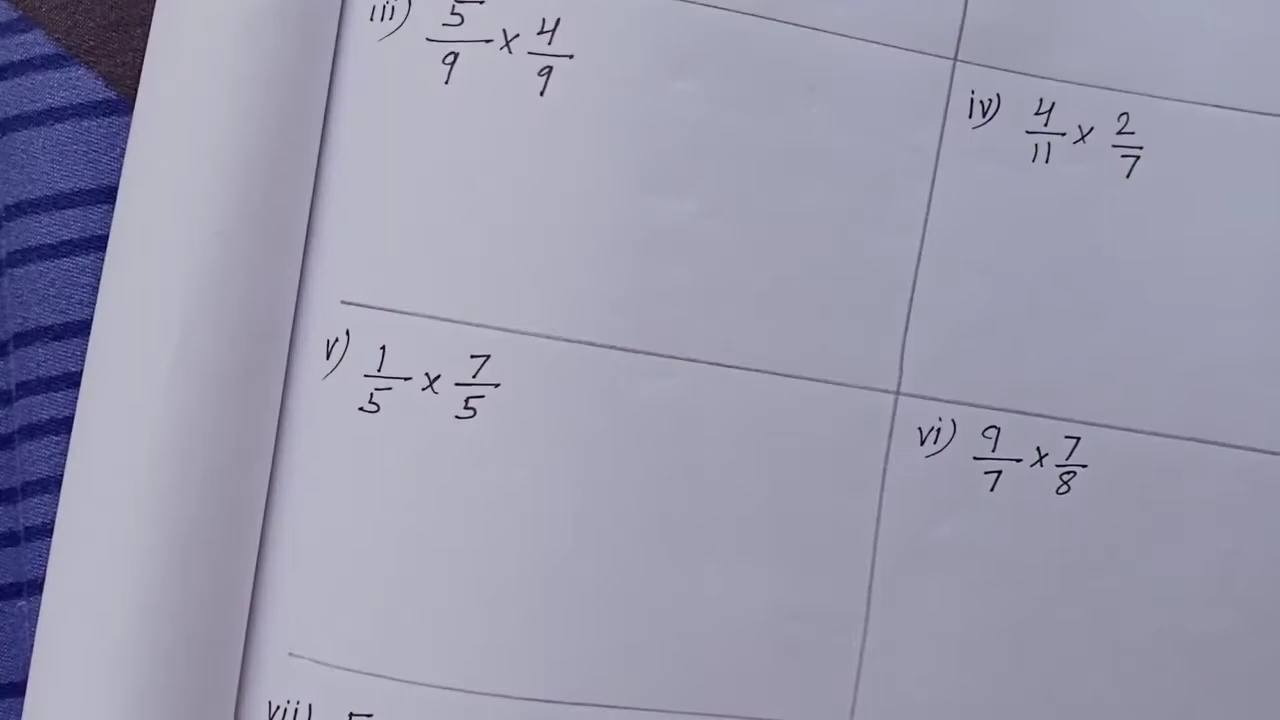 iii) 5/9 x 4/9
iv) 4/11 x 2/7
v) 1/5 x 7/5
vi) 9/7 x 7/8
vii)